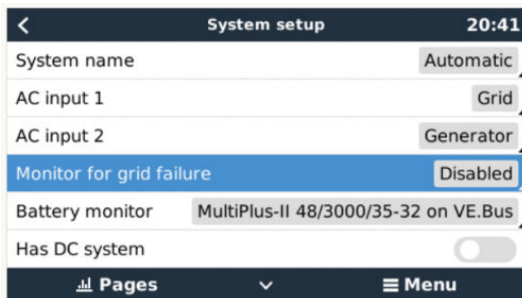 System setup 20:41
System name Automatic
AC input 1 Grid
AC input 2 Generator
Monitor for grid failure Disabled
Battery monitor MultiPlus-II 48/3000/35-32 on VE.Bus
Has DC system
Pages Menu